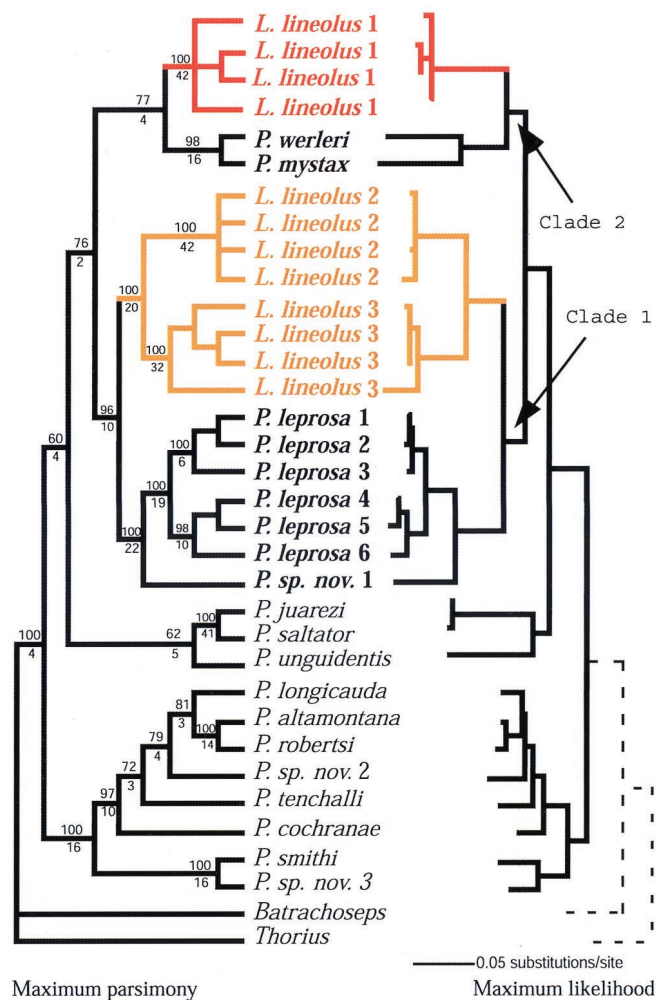 L. lineolus 1
100
L. lineolus 1
42
L. lineolus 1
77
4
L. lineolus 1
98
P. werleri
16
P. mystax
L. lineolus 2
Clade 2
100
L. lineolus 2
76
42
L. lineolus 2
2
L. lineolus 2
100
20
L. lineolus 3
Clade 1
L. lineolus 3
100
32
L. lineolus 3
L. lineolus 3
96
10
P. leprosa 1
60
100
P. leprosa 2
4
6
P. leprosa 3
100
19
P. leprosa 4
98
P. leprosa 5
100
10
22
P. leprosa 6
P. sp. nov. 1
100
P. juarezi
41
P. saltator
62
5
P. unguidentis
100
4
P. longicauda
81
3
P. altamontana
79
100
4
14
P. robertsi
72
3
P. sp. nov. 2
97
10
P. tenchalli
P. cochranae
100
16
100
P. smithi
16
P. sp. nov. 3
Batrachoseps
Thorius
0.05 substitutions/site
Maximum parsimony
Maximum likelihood